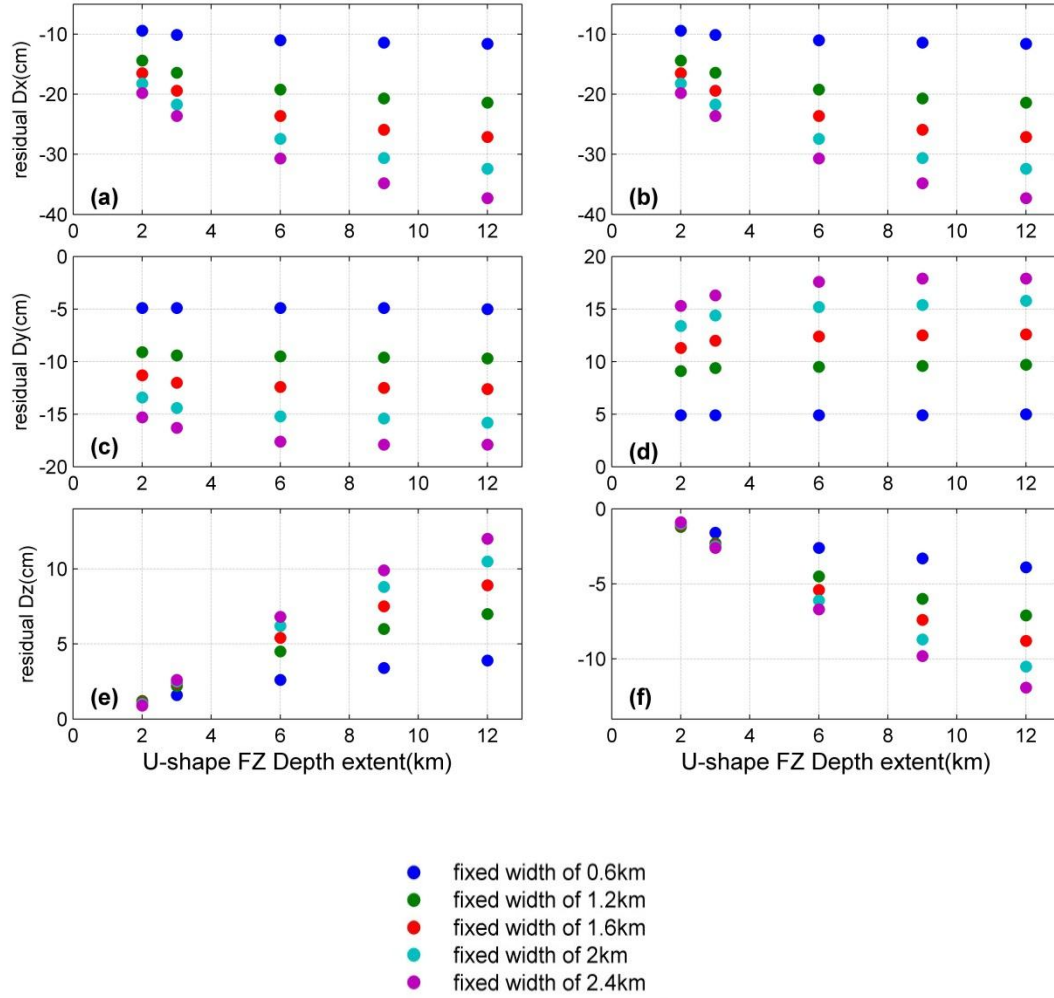 -10
-20
-30
-40
residual Dx(cm)
(a)
0 2 4 6 8 10 12
-10
-20
-30
-40
(b)
0 2 4 6 8 10 12
0
-5
-10
-15
-20
residual Dy(cm)
(c)
0 2 4 6 8 10 12
20
15
10
5
0
(d)
0 2 4 6 8 10 12
10
5
0
residual Dz(cm)
(e)
0 2 4 6 8 10 12
U-shape FZ Depth extent(km)
0
-5
-10
(f)
0 2 4 6 8 10 12
U-shape FZ Depth extent(km)
fixed width of 0.6km
fixed width of 1.2km
fixed width of 1.6km
fixed width of 2km
fixed width of 2.4km